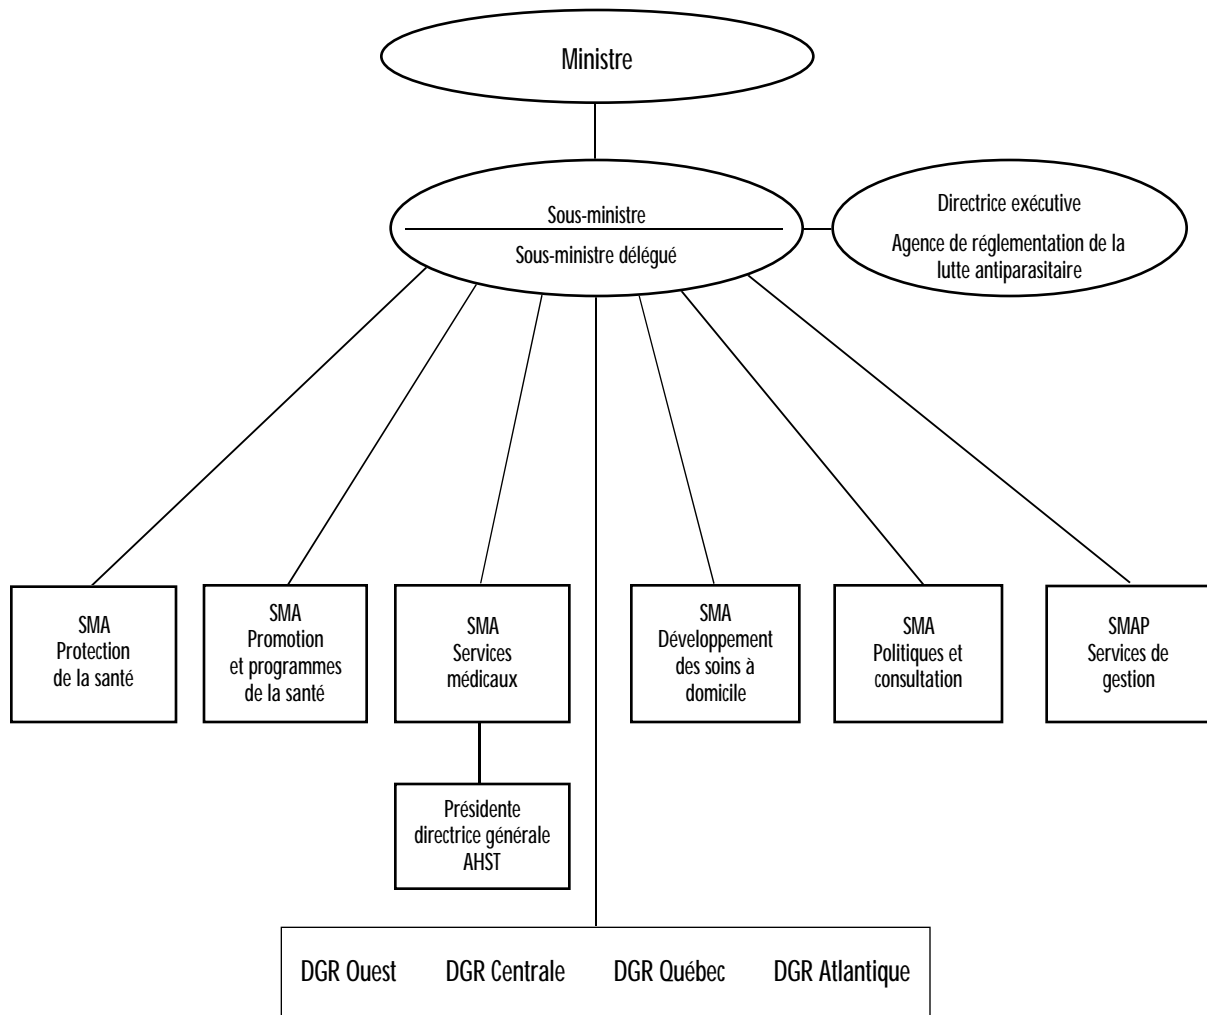 Ministre
Sous-ministre
Sous-ministre délégué
Directrice exécutive
Agence de réglementation de la
lutte antiparasitaire
SMA
Protection
de la santé
SMA
Promotion
et programmes
de la santé
SMA
Services
médicaux
SMA
Développement
des soins à
domicile
SMA
Politiques et
consultation
SMAP
Services de
gestion
Présidente
directrice générale
AHST
DGR Ouest DGR Centrale DGR Québec DGR Atlantique